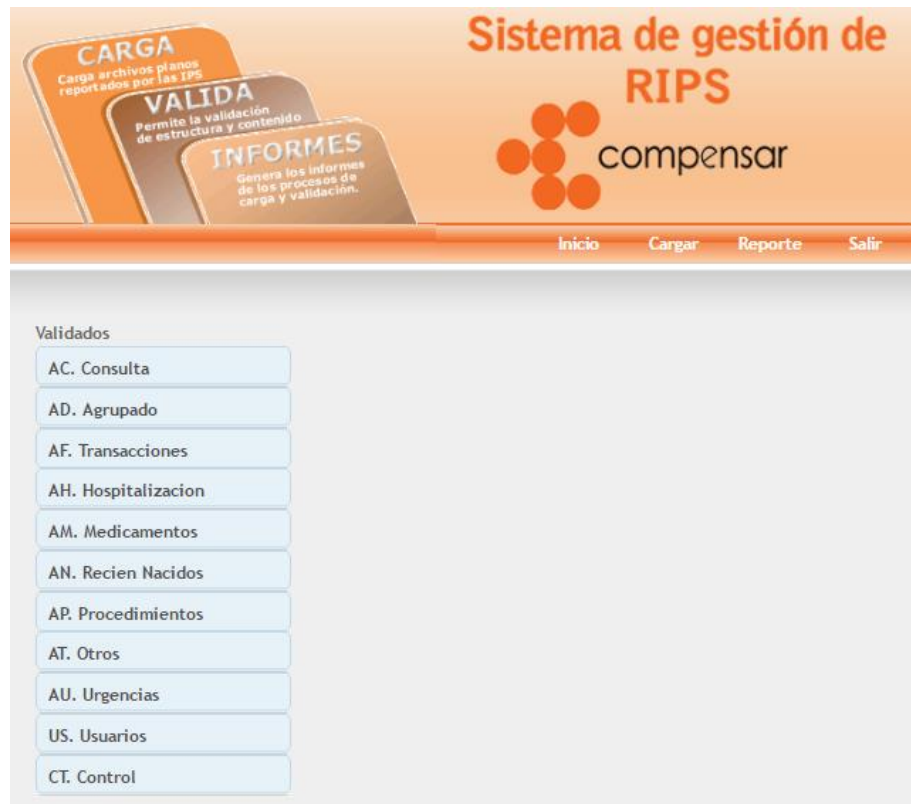 CARGA
Carga archivos planos
reportados por las IPS
VALIDA
Permite la validación
de estructura y contenido
INFORMES
Genera los informes
de los procesos de
carga y validación.
Sistema de gestión de
RIPS
compensar
Inicio Cargar Reporte Salir
Validados
AC. Consulta
AD. Agrupado
AF. Transacciones
AH. Hospitalizacion
AM. Medicamentos
AN. Recien Nacidos
AP. Procedimientos
AT. Otros
AU. Urgencias
US. Usuarios
CT. Control